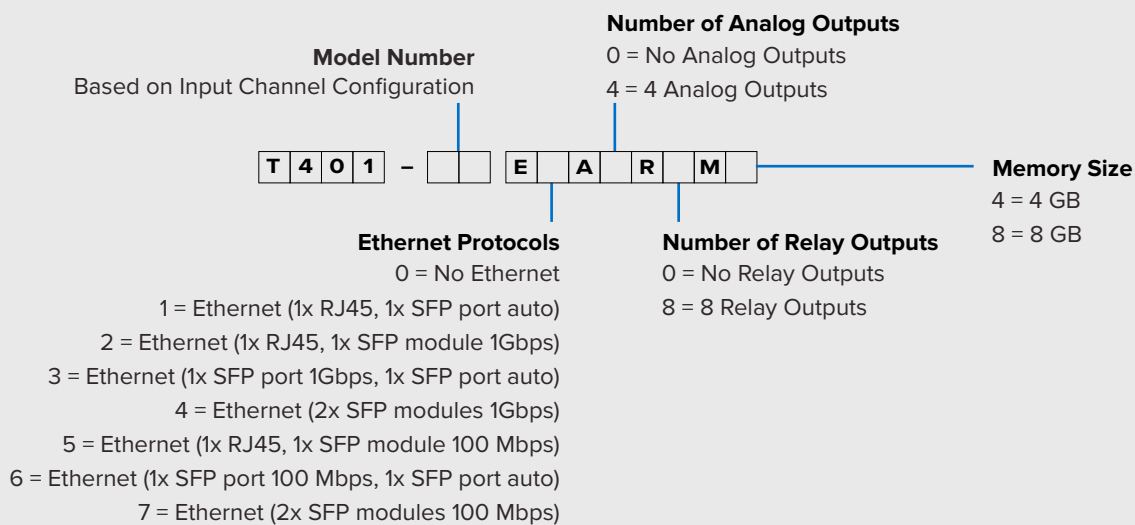 Number of Analog Outputs
0 = No Analog Outputs
4 = 4 Analog Outputs
Model Number
Based on Input Channel Configuration
T 4 0 1 – E A R M
Memory Size
4 = 4 GB
8 = 8 GB
Ethernet Protocols
0 = No Ethernet
1 = Ethernet (1x RJ45, 1x SFP port auto)
2 = Ethernet (1x RJ45, 1x SFP module 1Gbps)
3 = Ethernet (1x SFP port 1Gbps, 1x SFP port auto)
4 = Ethernet (2x SFP modules 1Gbps)
5 = Ethernet (1x RJ45, 1x SFP module 100 Mbps)
6 = Ethernet (1x SFP port 100 Mbps, 1x SFP port auto)
7 = Ethernet (2x SFP modules 100 Mbps)
Number of Relay Outputs
0 = No Relay Outputs
8 = 8 Relay Outputs